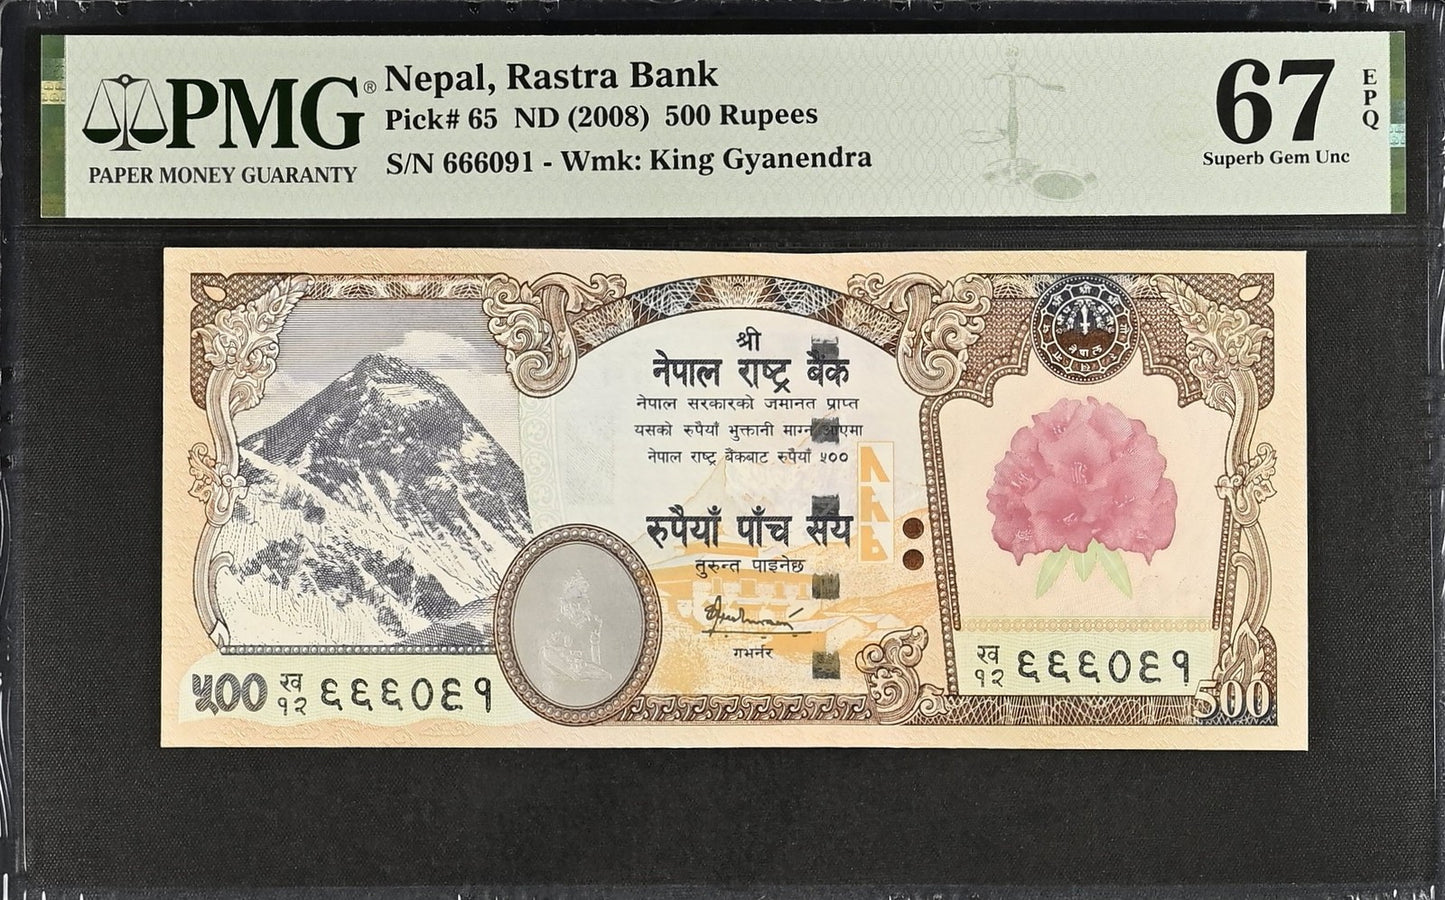 PMG®
PAPER MONEY GUARANTY
Nepal, Rastra Bank
Pick# 65 ND (2008) 500 Rupees
S/N 666091 - Wmk: King Gyanendra
67
EPQ
Superb Gem Unc
श्री
नेपाल राष्ट्र बैंक
नेपाल सरकारको जमानत प्राप्त
यसको रुपैयाँ भुक्तानी माग्न आएमा
नेपाल राष्ट्र बैंकबाट रुपैयाँ ५००
रुपैयाँ पाँच सय
तुरुन्त पाइनेछ
गभर्नर
५०० ख १२ ६६६०९१
ख १२ ६६६०९१
500